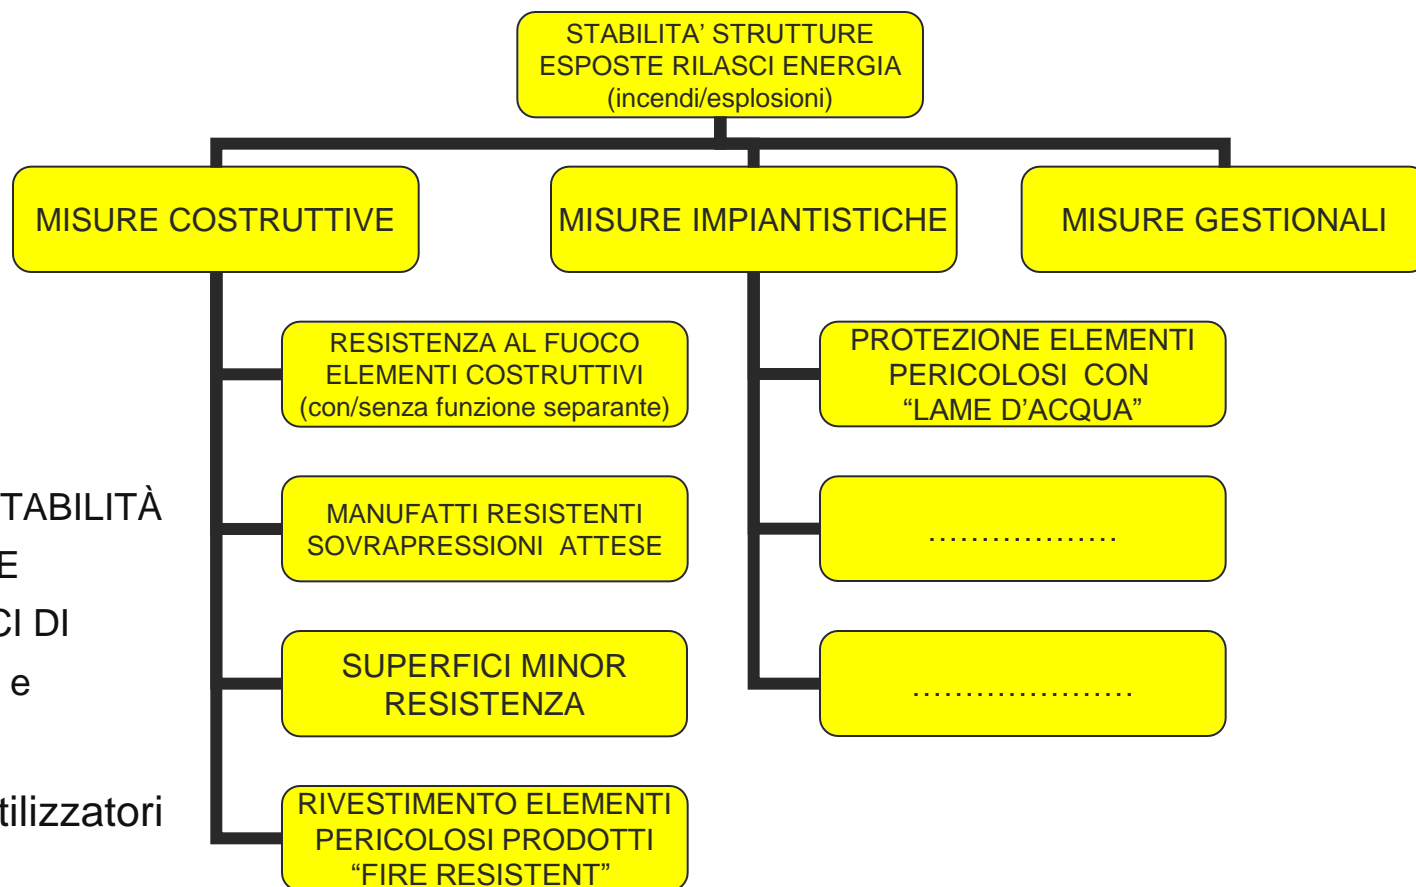 STABILITA’ STRUTTURE
ESPOSTE RILASCI ENERGIA
(incendi/esplosioni)
MISURE COSTRUTTIVE
MISURE IMPIANTISTICHE
MISURE GESTIONALI
RESISTENZA AL FUOCO
ELEMENTI COSTRUTTIVI
(con/senza funzione separante)
MANUFATTI RESISTENTI
SOVRAPRESSIONI ATTESE
SUPERFICI MINOR
RESISTENZA
RIVESTIMENTO ELEMENTI
PERICOLOSI PRODOTTI
“FIRE RESISTENT”
PROTEZIONE ELEMENTI
PERICOLOSI CON
“LAME D’ACQUA”
………………
…………………
TABILITÀ
E
CI DI
e
tilizzatori